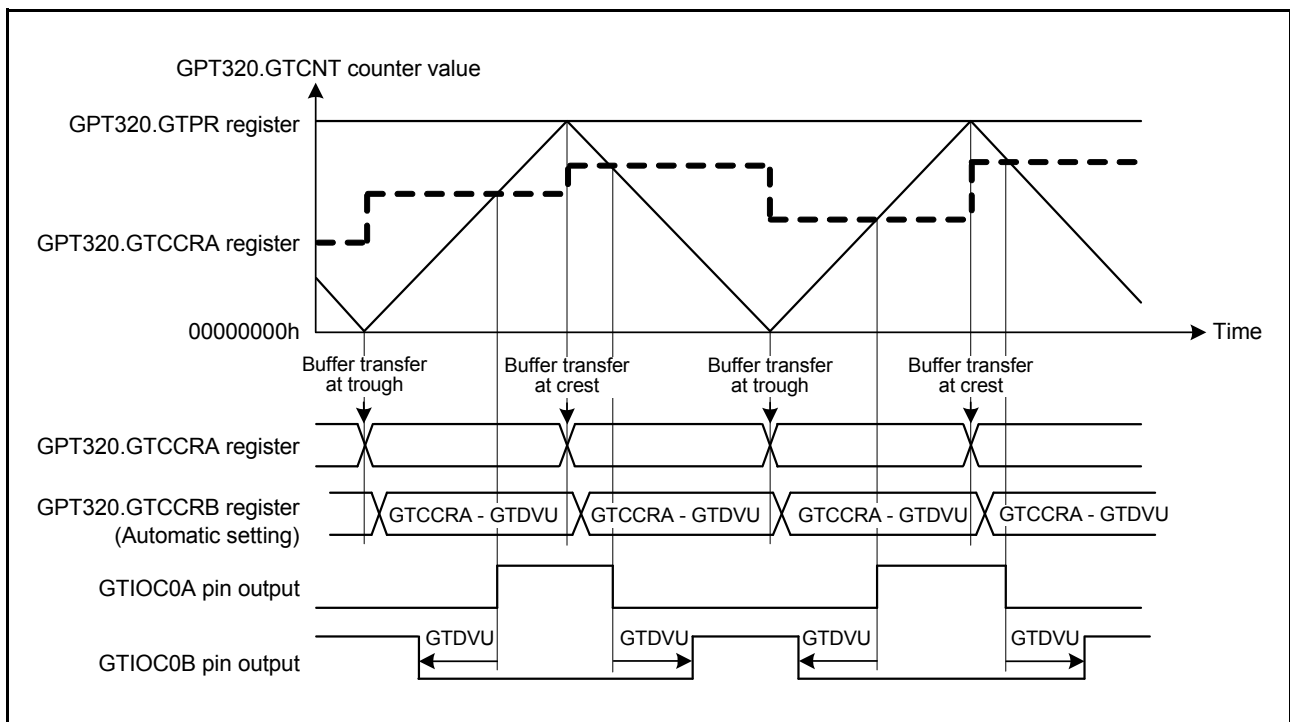 GPT320.GTCNT counter value
GPT320.GTPR register
GPT320.GTCCRA register
00000000h
Time
Buffer transfer
at trough
Buffer transfer
at crest
Buffer transfer
at trough
Buffer transfer
at crest
GPT320.GTCCRA register
GPT320.GTCCRB register
(Automatic setting)
GTCCRA - GTDVU
GTCCRA - GTDVU
GTCCRA - GTDVU
GTCCRA - GTDVU
GTIOC0A pin output
GTIOC0B pin output
GTDVU
GTDVU
GTDVU
GTDVU